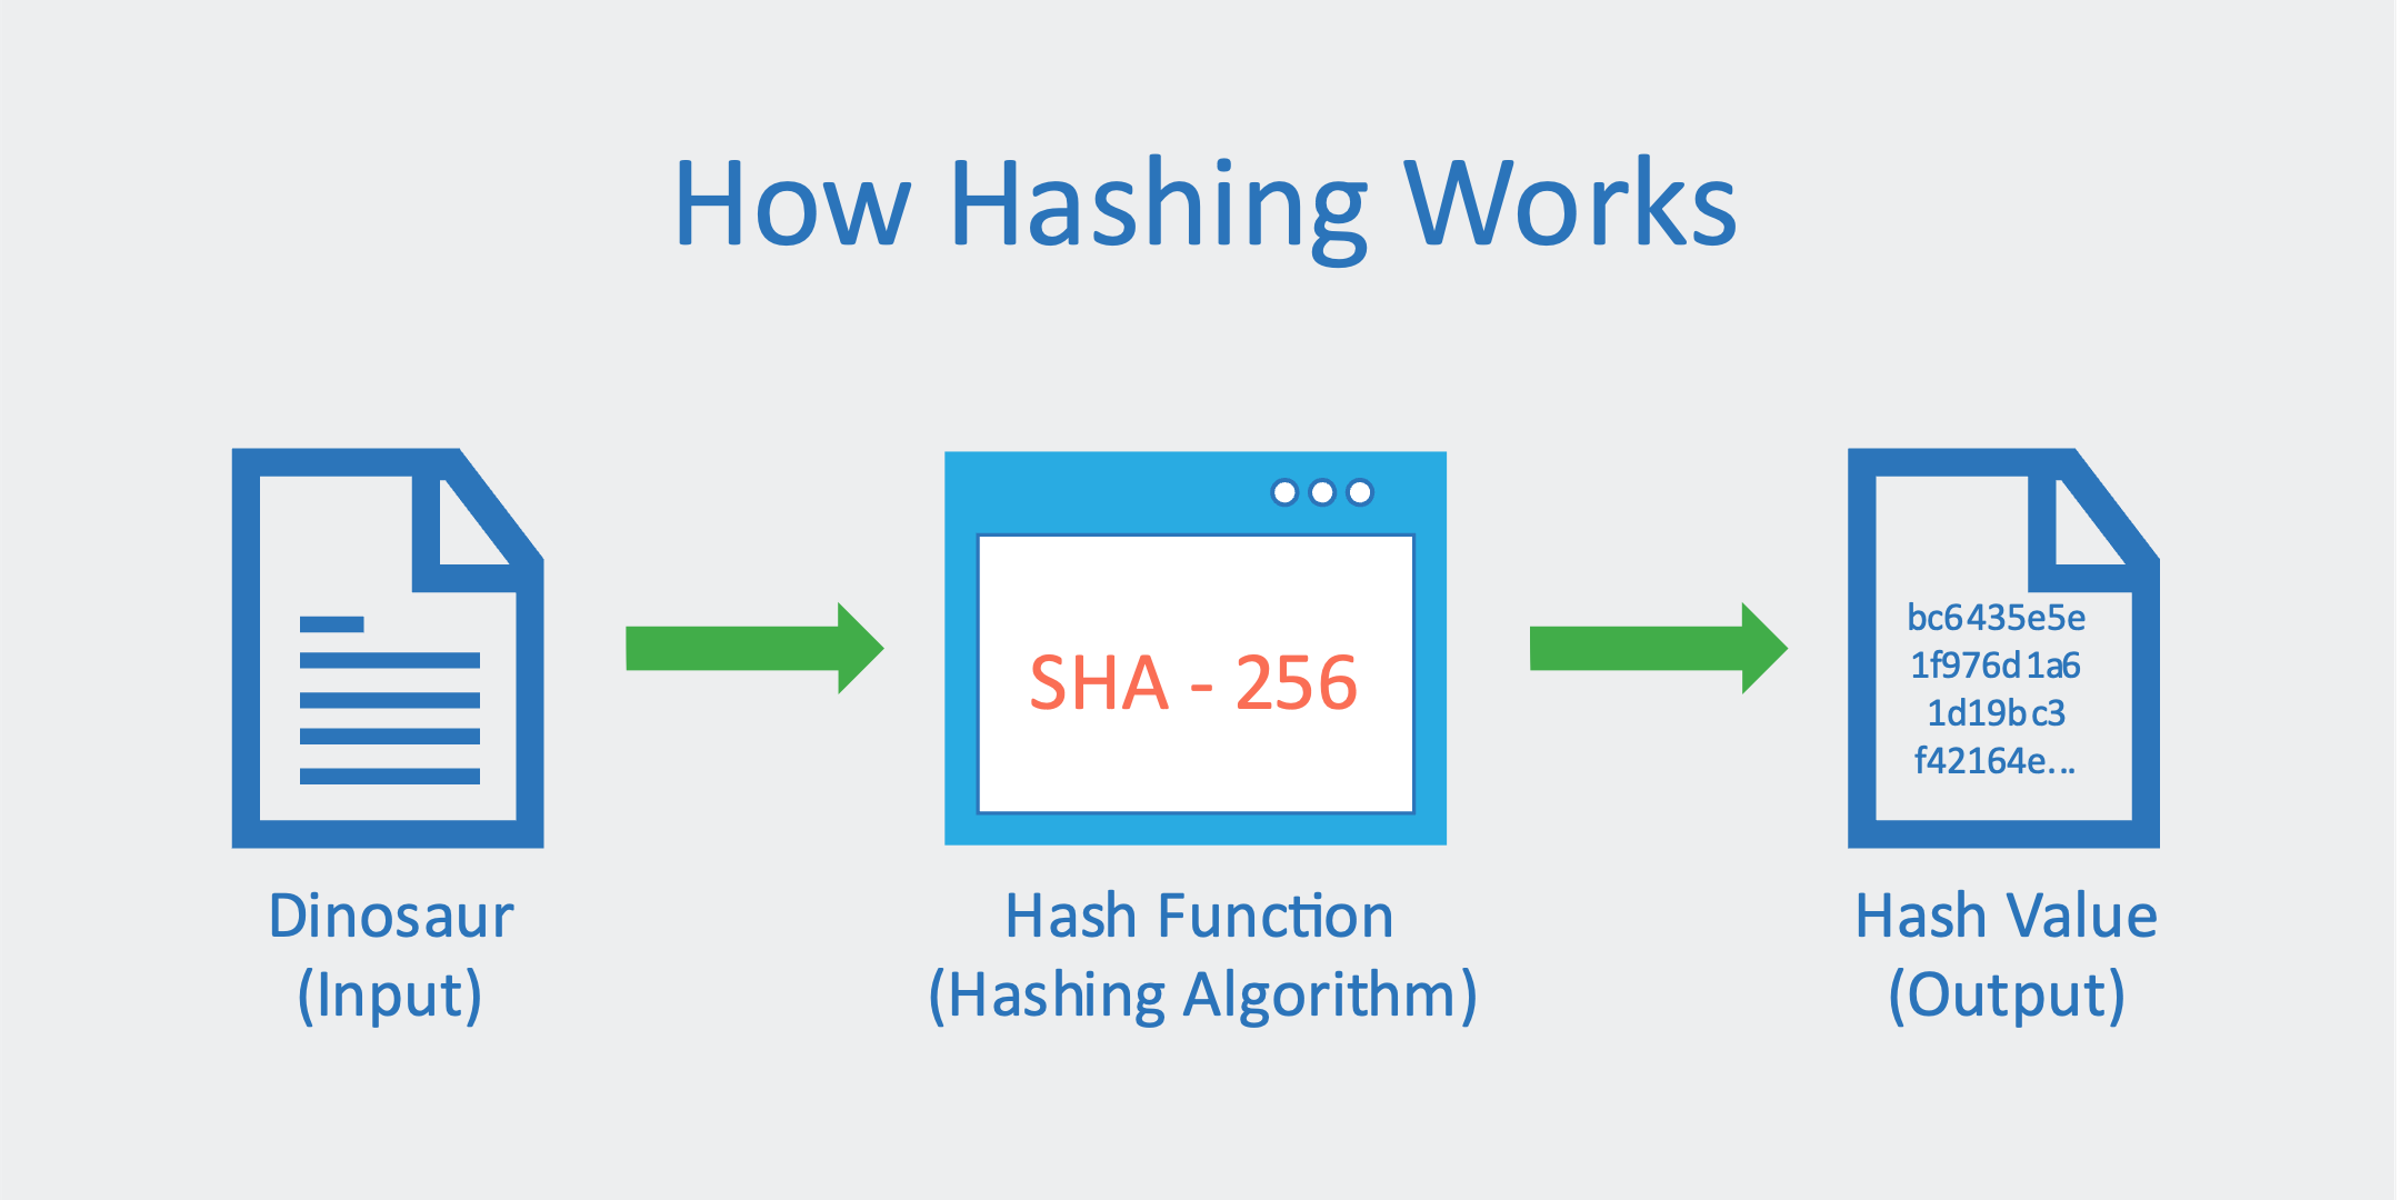 How Hashing Works
SHA - 256
bc6435e5e
1f976d1a6
1d19bc3
f42164e...
Dinosaur
(Input)
Hash Function
(Hashing Algorithm)
Hash Value
(Output)